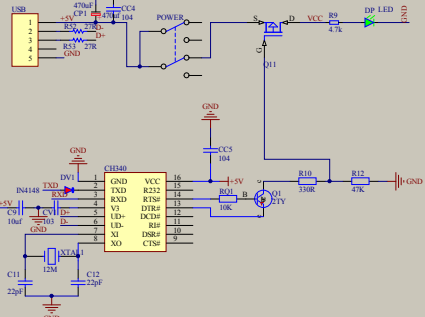 USB
1
2
3
4
5
+5V
R52
27R
D-
D+
R53
27R
GND
470uF
CP1
470uF
CC4
104
POWER
S
D
G
Q11
VCC
R9
4.7k
DP LED
GND
GND
CC5
104
+5V
GND
DV1
IN4148
TXD
RXD
+5V
C9
10uf
CV
103
GND
D+
D-
CH340
1
2
3
4
5
6
7
8
GND
TXD
RXD
V3
UD+
UD-
XI
XO
VCC
R232
RTS#
DTR#
DCD#
RI#
DSR#
CTS#
16
15
14
13
12
11
10
9
RQ1
10K
B
Q1
2TY
R10
330R
R12
47K
GND
XTAL1
12M
C11
22pF
C12
22pF
GND